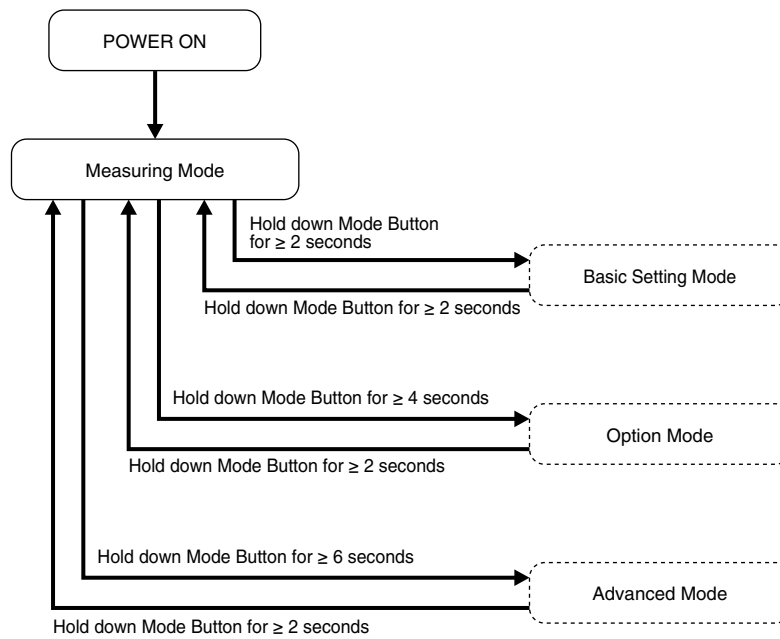 POWER ON
Measuring Mode
Hold down Mode Button
for ≥ 2 seconds
Basic Setting Mode
Hold down Mode Button for ≥ 2 seconds
Hold down Mode Button for ≥ 4 seconds
Option Mode
Hold down Mode Button for ≥ 2 seconds
Hold down Mode Button for ≥ 6 seconds
Advanced Mode
Hold down Mode Button for ≥ 2 seconds